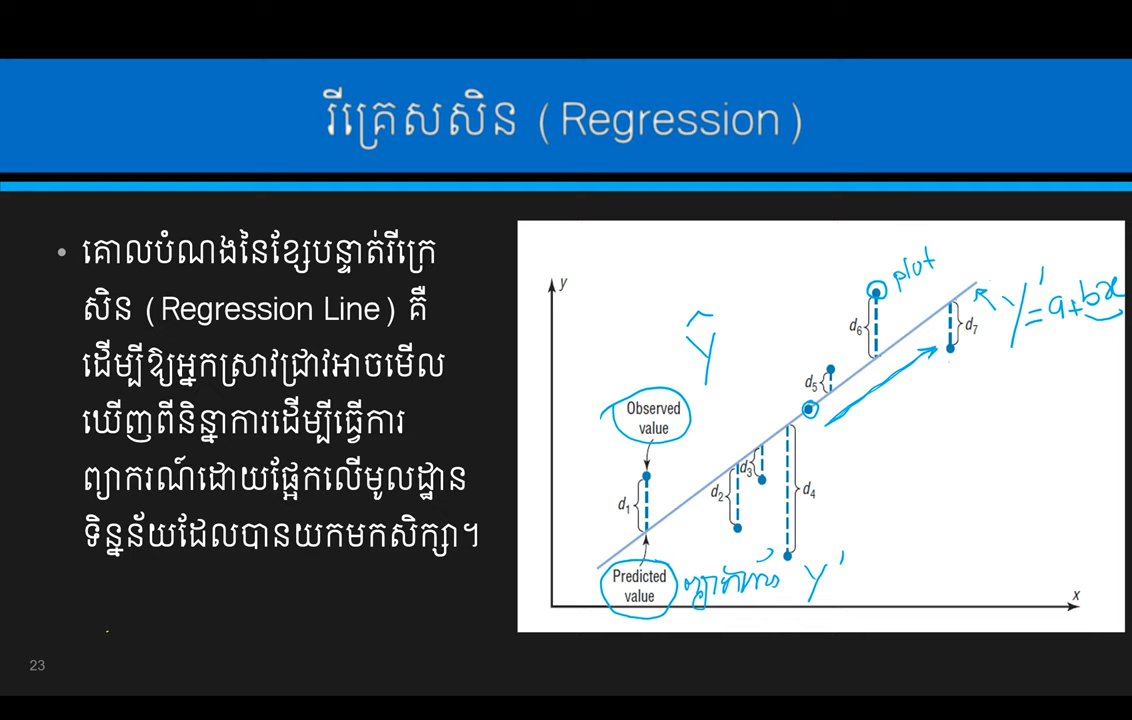 រីគ្រេសសិន (Regression)
• គោលបំណងនៃខ្សែបន្ទាត់រីក្រេ
សិន (Regression Line) គឺ
ដើម្បីឱ្យអ្នកស្រាវជ្រាវអាចមើល
ឃើញពីនិន្នាការដើម្បីធ្វើការ
ព្យាករណ៍ដោយផ្អែកលើមូលដ្ឋាន
ទិន្នន័យដែលបានយកមកសិក្សា។
y
plot
Y' = a + bx
d6
d7
Ŷ
d5
Observed
value
d3
d2
d4
d1
Predicted
value
ព្យាករណ៍ Y'
x
23